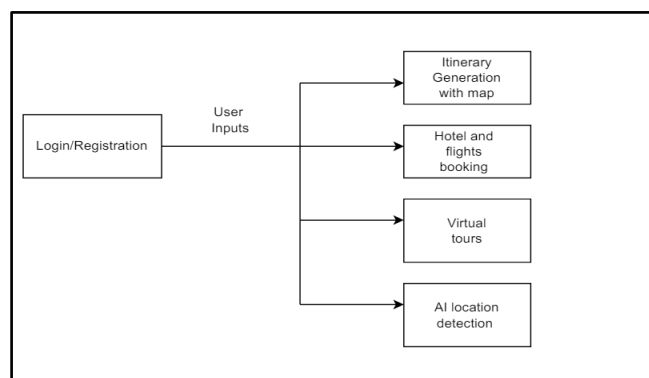 Login/Registration
User
Inputs
Itinerary
Generation
with map
Hotel and
flights
booking
Virtual
tours
AI location
detection